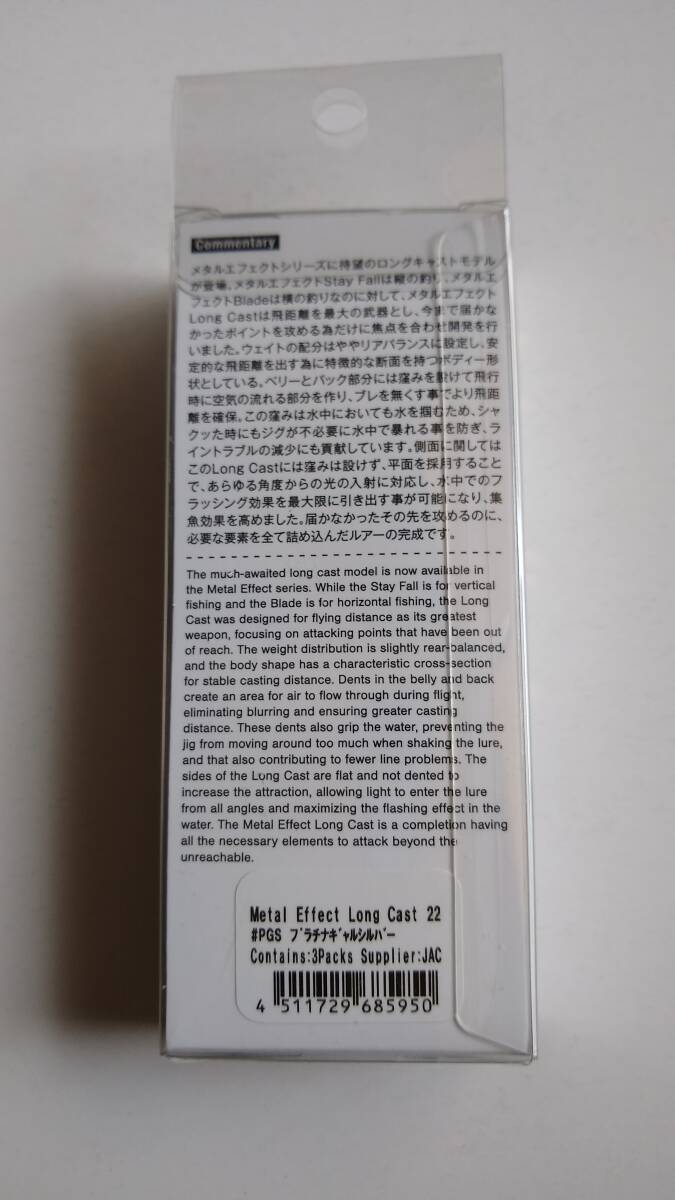 Commentary
メタルエフェクトシリーズに待望のロングキャストモデル
が登場。メタルエフェクトStay Fallは縦の釣り、メタルエ
フェクトBladeは横の釣りなのに対して、メタルエフェクト
Long Castは飛距離を最大の武器とし、今まで届かな
かったポイントを攻める為だけに焦点を合わせ開発を行
いました。ウェイトの配分はややリアバランスに設定し、安
定的な飛距離を出す為に特徴的な断面を持つボディー形
状としている。ベリーとバック部分には窪みを設けて飛行
時に空気の流れる部分を作り、ブレを無くす事でより飛距
離を確保。この窪みは水中においても水を掴むため、シャ
クッた時にもジグが不必要に水中で暴れる事を防ぎ、ラ
イントラブルの減少にも貢献しています。側面に関しては
このLong Castには窪みは設けず、平面を採用すること
で、あらゆる角度からの光の入射に対応し、水中でのフ
ラッシング効果を最大限に引き出す事が可能になり、集
魚効果を高めました。届かなかったその先を攻めるのに、
必要な要素を全て詰め込んだルアーの完成です。
The much-awaited long cast model is now available in
the Metal Effect series. While the Stay Fall is for vertical
fishing and the Blade is for horizontal fishing, the Long
Cast was designed for flying distance as its greatest
weapon, focusing on attacking points that have been out
of reach. The weight distribution is slightly rear-balanced,
and the body shape has a characteristic cross-section
for stable casting distance. Dents in the belly and back
create an area for air to flow through during flight,
eliminating blurring and ensuring greater casting
distance. These dents also grip the water, preventing the
jig from moving around too much when shaking the lure,
and that also contributing to fewer line problems. The
sides of the Long Cast are flat and not dented to
increase the attraction, allowing light to enter the lure
from all angles and maximizing the flashing effect in the
water. The Metal Effect Long Cast is a completion having
all the necessary elements to attack beyond the
unreachable.
Metal Effect Long Cast 22
#PGS プラチナギャルシルバー
Contains:3Packs Supplier:JAC
4 511729 685950